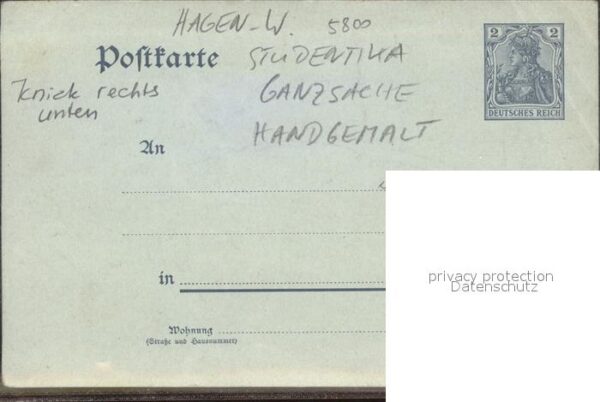 HAGEN-W. 5800
Postkarte
STUDENTIKA
GANZSACHE
HANDGEMALT
Knick rechts
unten
2 2
DEUTSCHES REICH
An
in
Wohnung
(Straße und Hausnummer)
privacy protection
Datenschutz